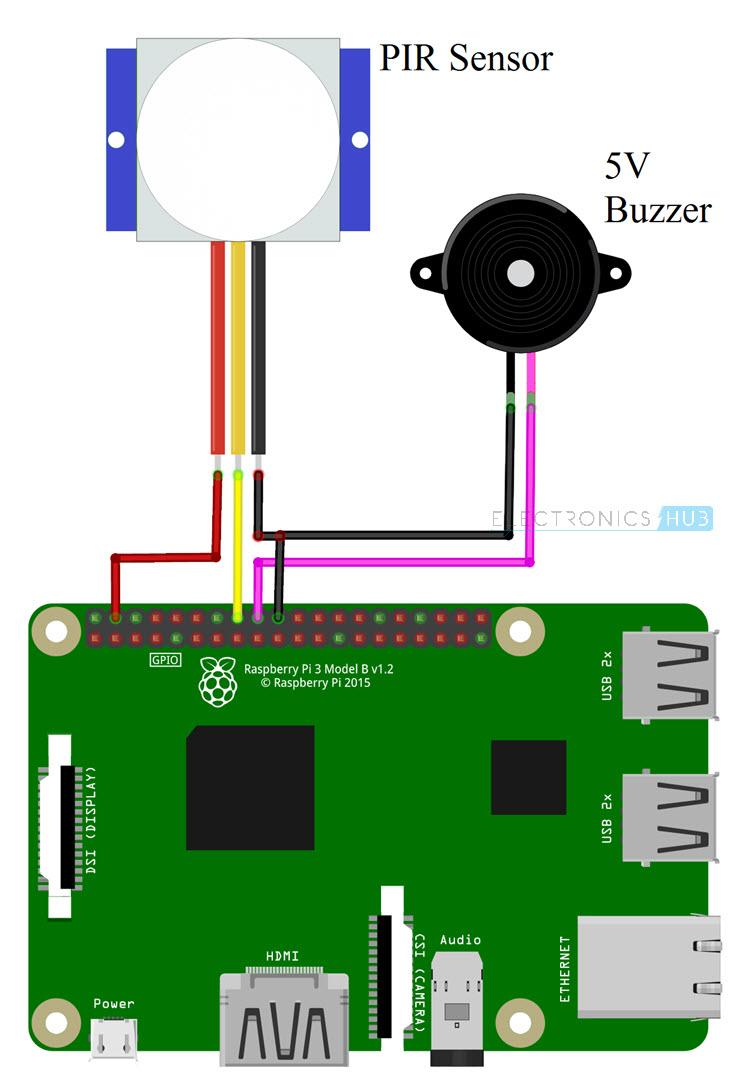 PIR Sensor
5V
Buzzer
ELECTRONICS HUB
GPIO
Raspberry Pi 3 Model B v1.2
© Raspberry Pi 2015
USB 2x
DSI (DISPLAY)
USB 2x
CSI (CAMERA)
Audio
ETHERNET
HDMI
Power